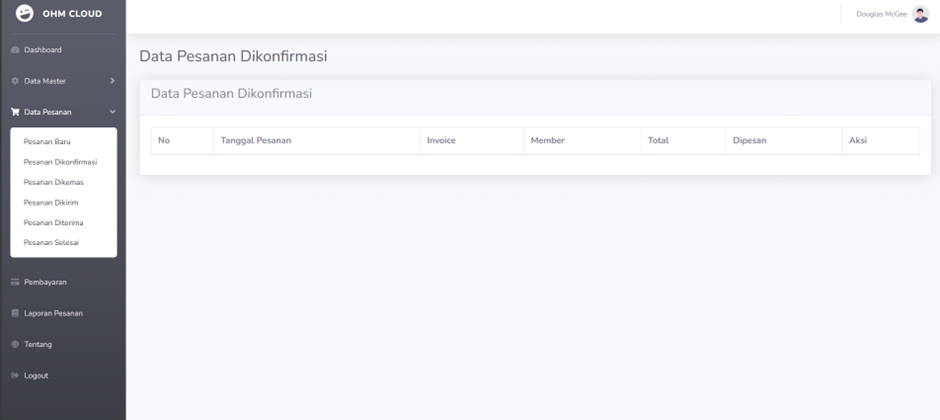 OHM CLOUD
Douglas McGee
Dashboard
Data Master
Data Pesanan
Pesanan Baru
Pesanan Dikonfirmasi
Pesanan Dikemas
Pesanan Dikirim
Pesanan Diterima
Pesanan Selesai
Pembayaran
Laporan Pesanan
Tentang
Logout
Data Pesanan Dikonfirmasi
Data Pesanan Dikonfirmasi
No Tanggal Pesanan Invoice Member Total Dipesan Aksi